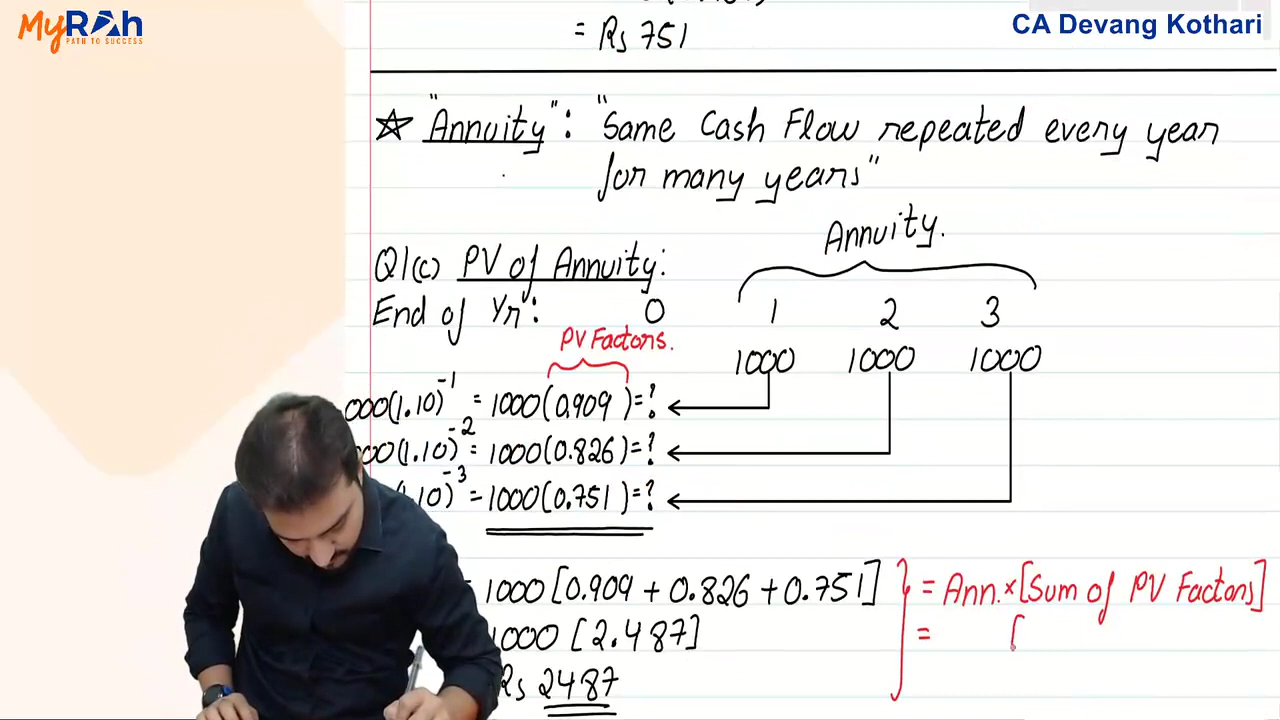 MyRAh
PATH TO SUCCESS
CA Devang Kothari
= Rs 751
"Annuity": "Same Cash Flow repeated every year
for many years"
Annuity.
Q1(c) PV of Annuity:
End of Yr: 0 1 2 3
PV Factors.
1000 1000 1000
000(1.10)⁻¹ = 1000(0.909)=?
000(1.10)⁻² = 1000(0.826)=?
.10)⁻³ = 1000(0.751)=?
= 1000[0.909 + 0.826 + 0.751] } = Ann.×[Sum of PV Factors]
1000 [2.487] = [
Rs 2487